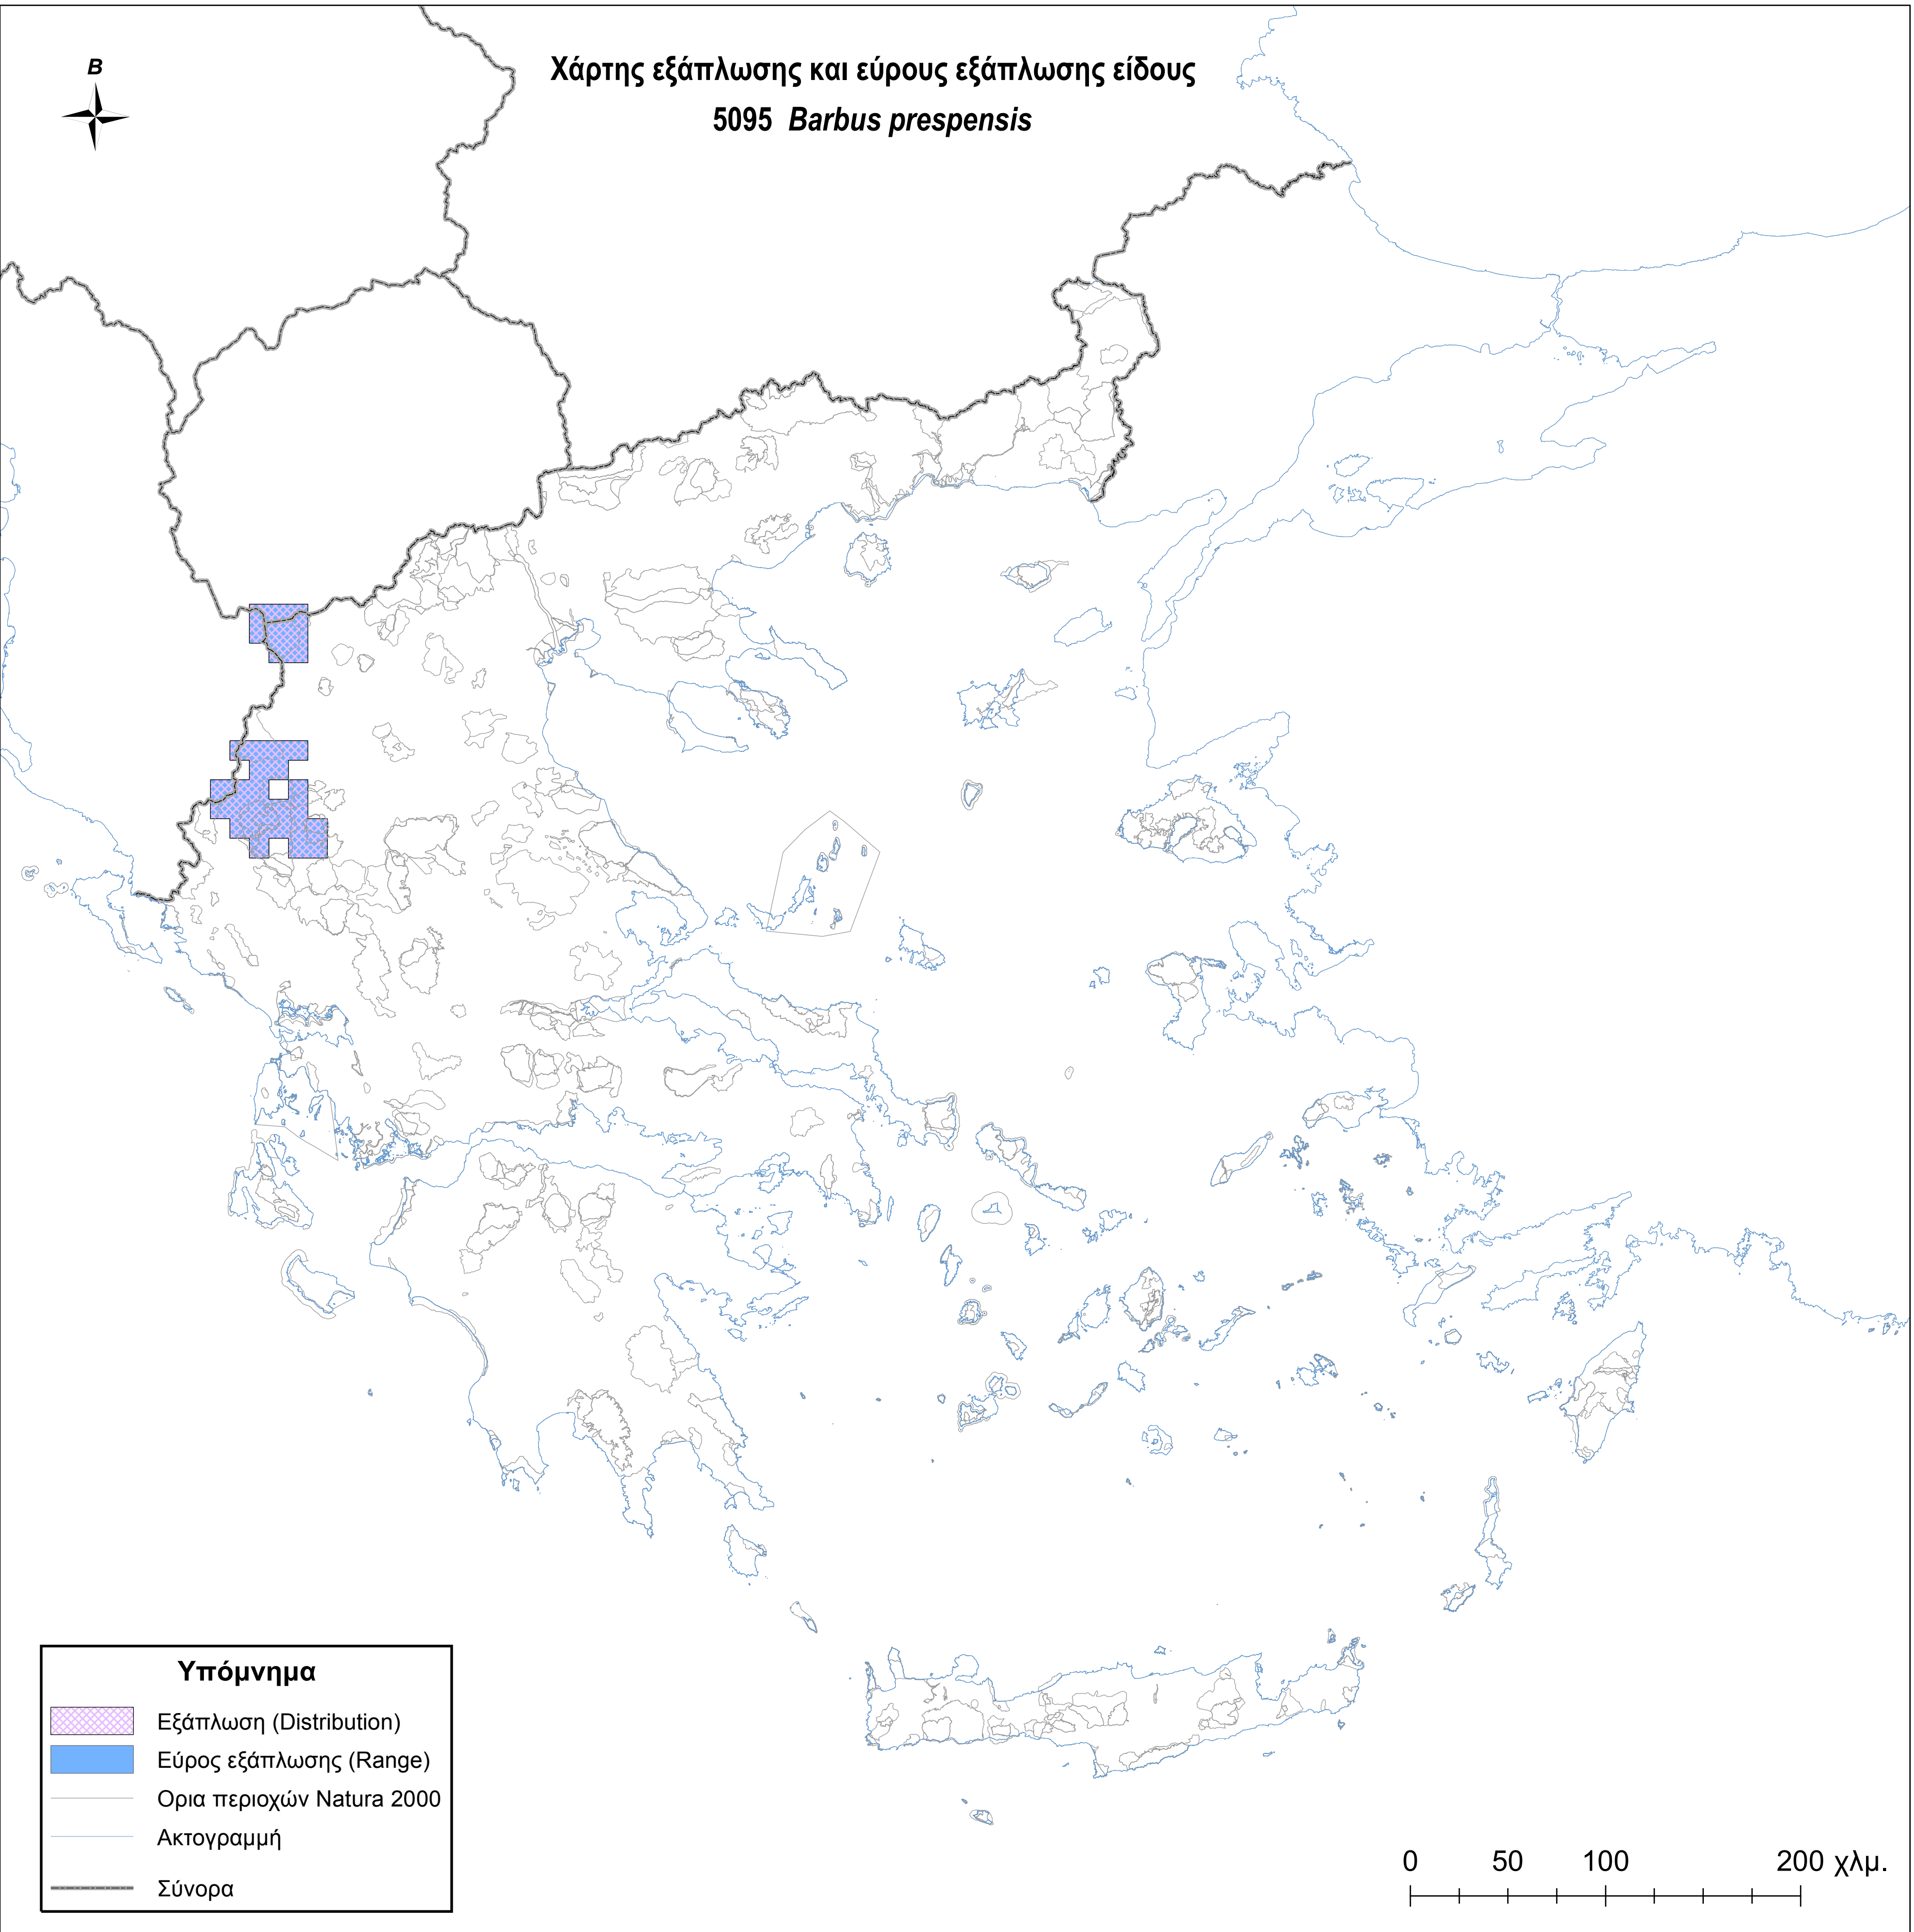 B
Χάρτης εξάπλωσης και εύρους εξάπλωσης είδους
5095 Barbus prespensis
Υπόμνημα
Εξάπλωση (Distribution)
Εύρος εξάπλωσης (Range)
Ορια περιοχών Natura 2000
Ακτογραμμή
Σύνορα
0 50 100 200 χλμ.